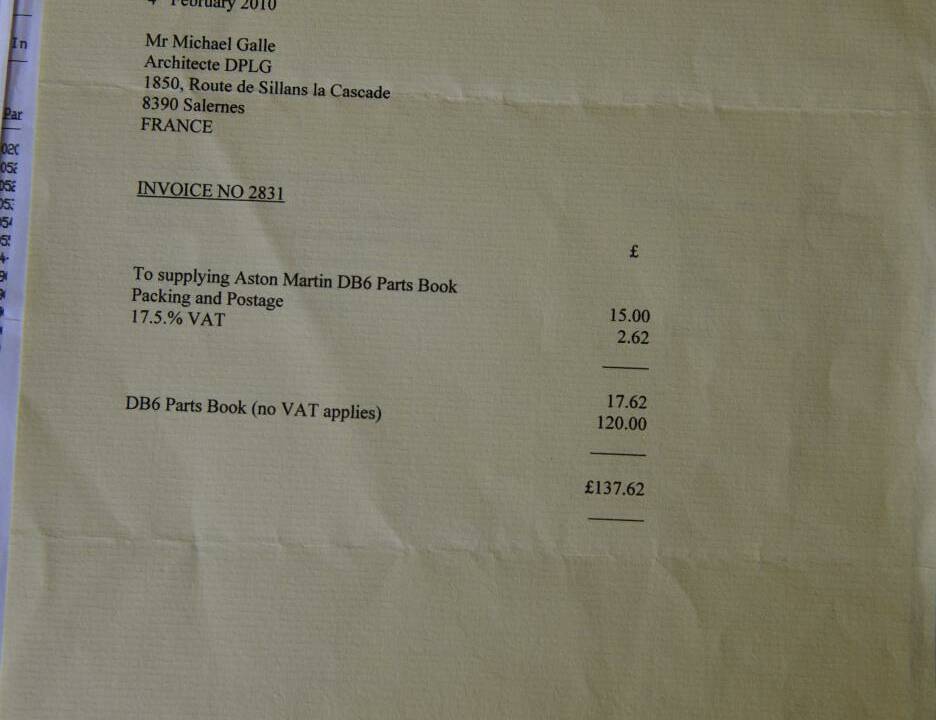 February 2010
Mr Michael Galle
Architecte DPLG
1850, Route de Sillans la Cascade
8390 Salernes
FRANCE
INVOICE NO 2831
£
To supplying Aston Martin DB6 Parts Book
Packing and Postage 15.00
17.5.% VAT 2.62
17.62
DB6 Parts Book (no VAT applies) 120.00
£137.62
In
Par